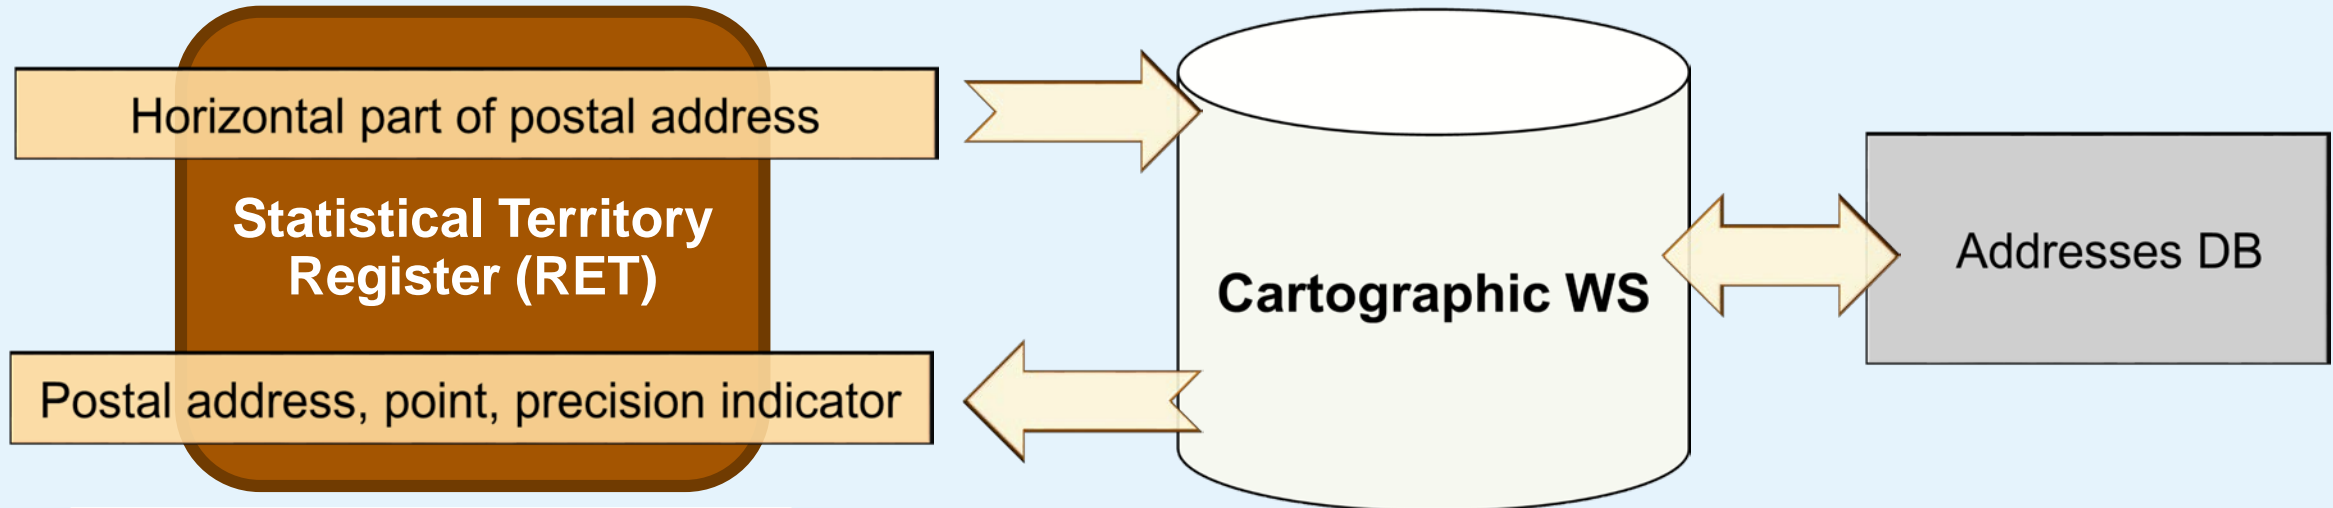 Horizontal part of postal address
Statistical Territory
Register (RET)
Postal address, point, precision indicator
Cartographic WS
Addresses DB